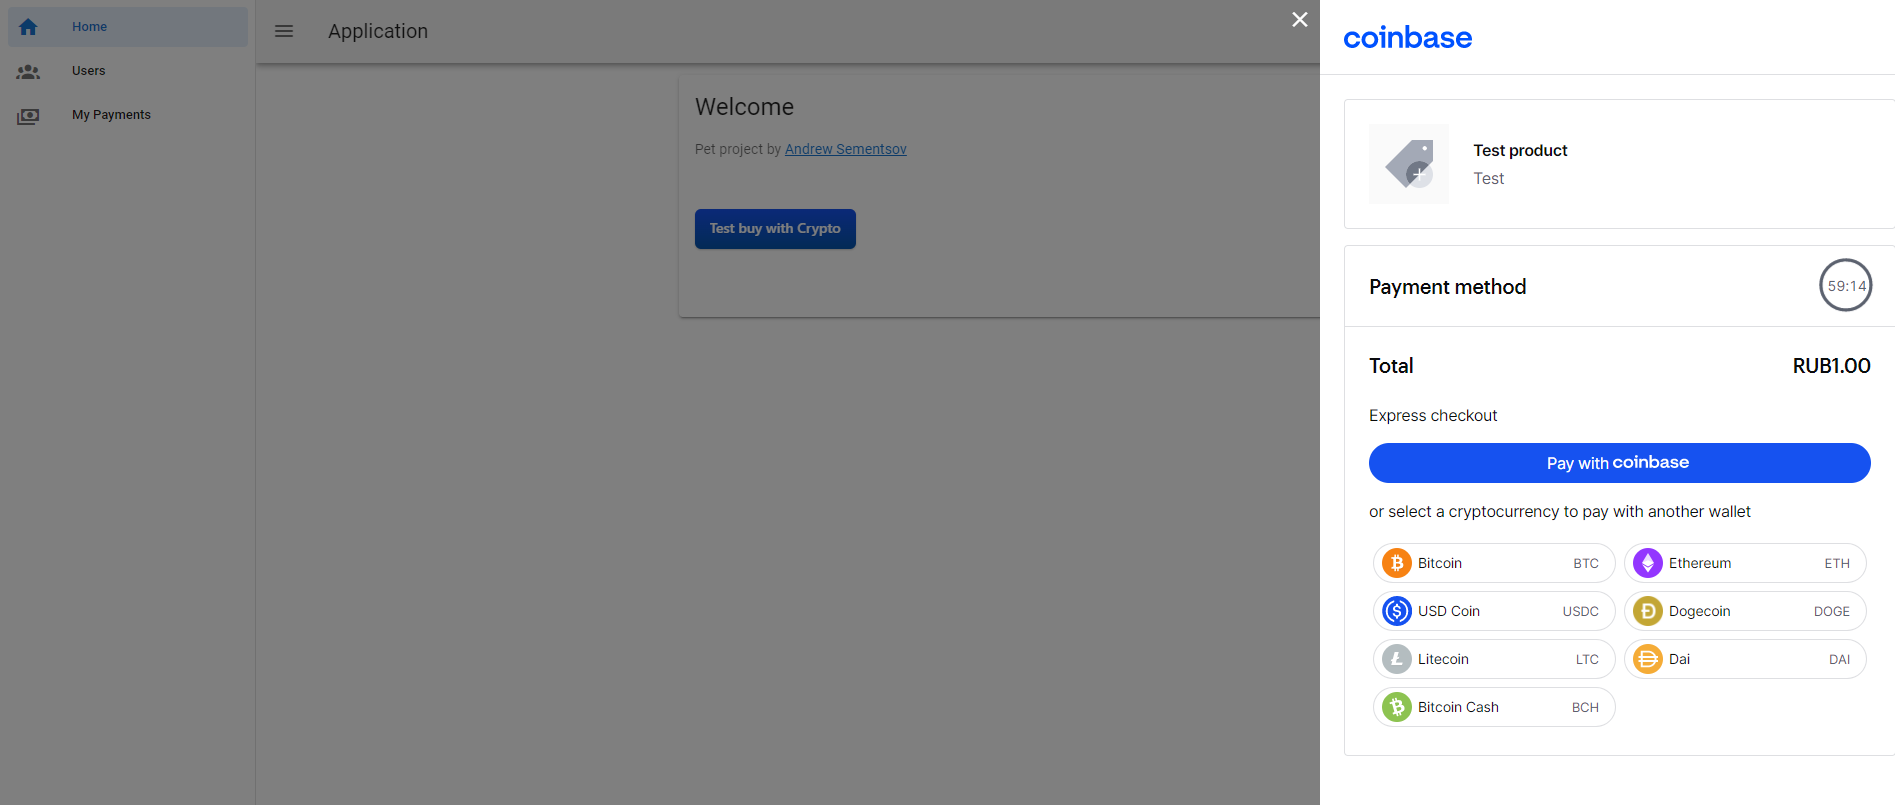 Home
Users
My Payments
Application
Welcome
Pet project by Andrew Sementsov
Test buy with Crypto
coinbase
Test product
Test
Payment method
59:14
Total RUB1.00
Express checkout
Pay with coinbase
or select a cryptocurrency to pay with another wallet
Bitcoin BTC
Ethereum ETH
USD Coin USDC
Dogecoin DOGE
Litecoin LTC
Dai DAI
Bitcoin Cash BCH